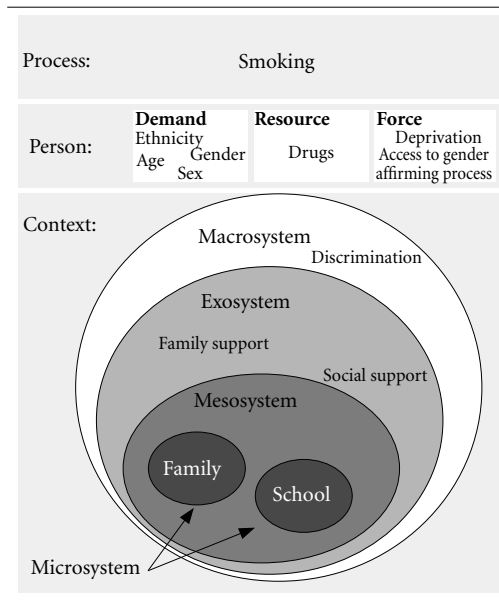 Process: Smoking
Person:
Demand
Ethnicity
Age Gender
Sex
Resource
Drugs
Force
Deprivation
Access to gender
affirming process
Context:
Macrosystem
Discrimination
Exosystem
Family support
Social support
Mesosystem
Family
School
Microsystem